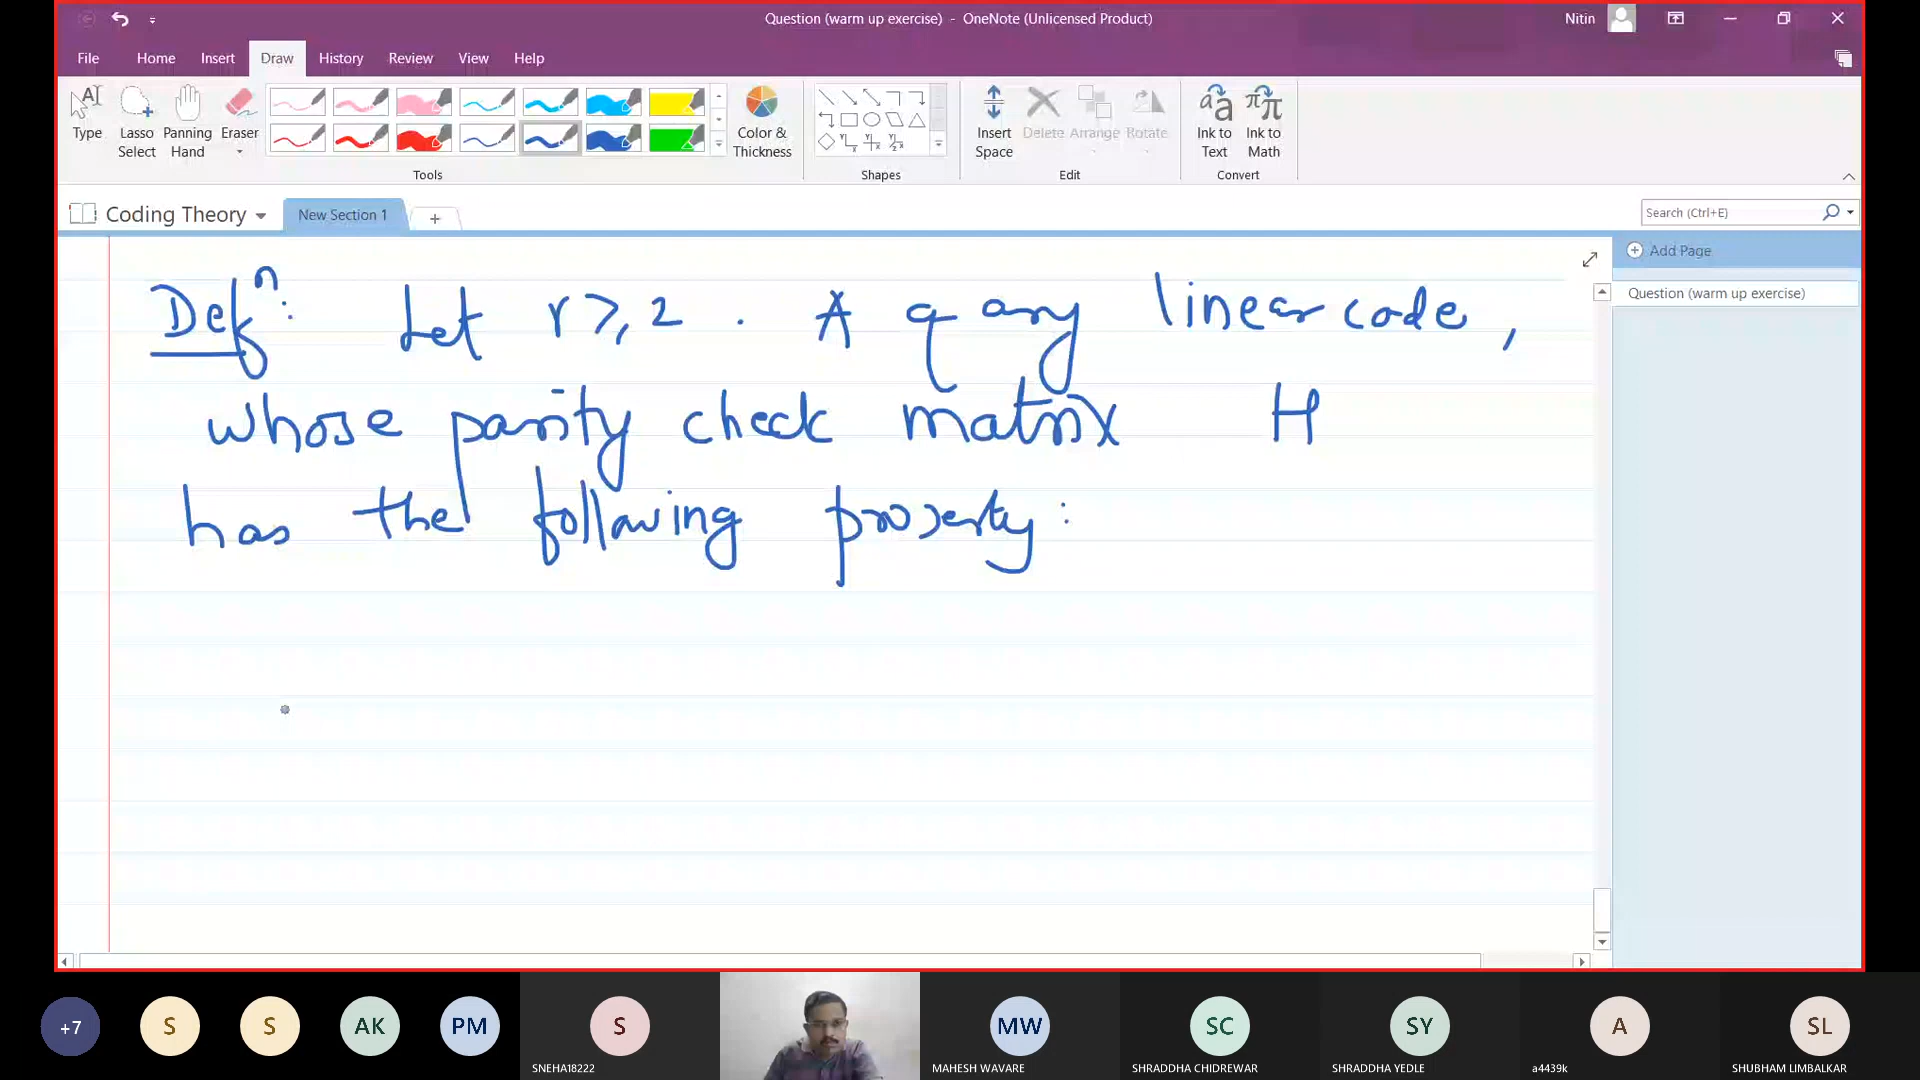 Question (warm up exercise) - OneNote (Unlicensed Product)
Nitin
File Home Insert Draw History Review View Help
Type
Lasso Select
Panning Hand
Eraser
Color & Thickness
Insert Space
Delete
Arrange
Rotate
Ink to Text
Ink to Math
Tools
Shapes
Edit
Convert
Coding Theory
New Section 1
Search (Ctrl+E)
Add Page
Question (warm up exercise)
Defn: Let r ⩾ 2 . A q ary linear code,
whose parity check matrix H
has the following property:
+7
S
S
AK
PM
S
MW
SC
SY
A
SL
SNEHA18222
MAHESH WAVARE
SHRADDHA CHIDREWAR
SHRADDHA YEDLE
a4439k
SHUBHAM LIMBALKAR